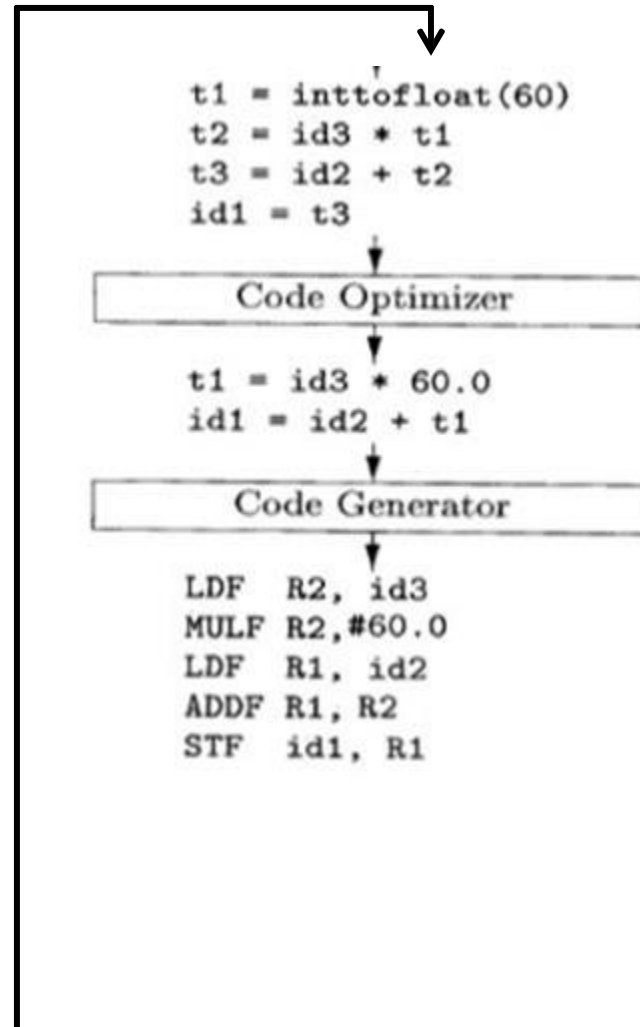 t1 = inttofloat(60)
t2 = id3 * t1
t3 = id2 + t2
id1 = t3
Code Optimizer
t1 = id3 * 60.0
id1 = id2 + t1
Code Generator
LDF R2, id3
MULF R2,#60.0
LDF R1, id2
ADDF R1, R2
STF id1, R1